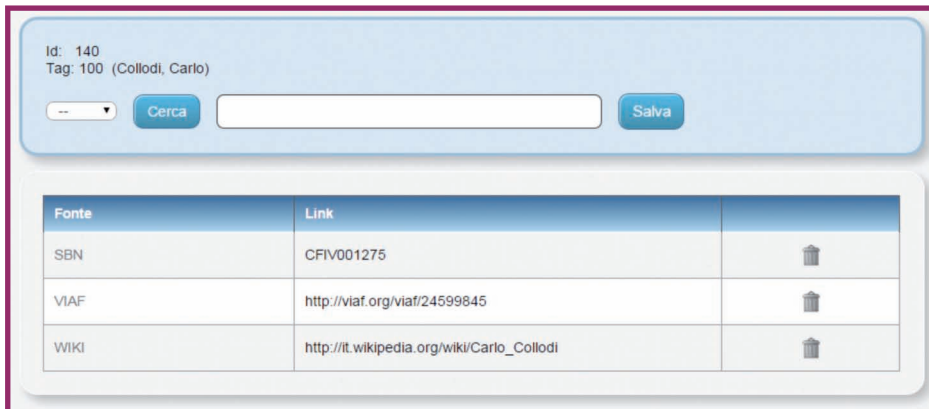 Id: 140
Tag: 100 (Collodi, Carlo)
-- Cerca Salva
Fonte Link
SBN CFIV001275
VIAF http://viaf.org/viaf/24599845
WIKI http://it.wikipedia.org/wiki/Carlo_Collodi